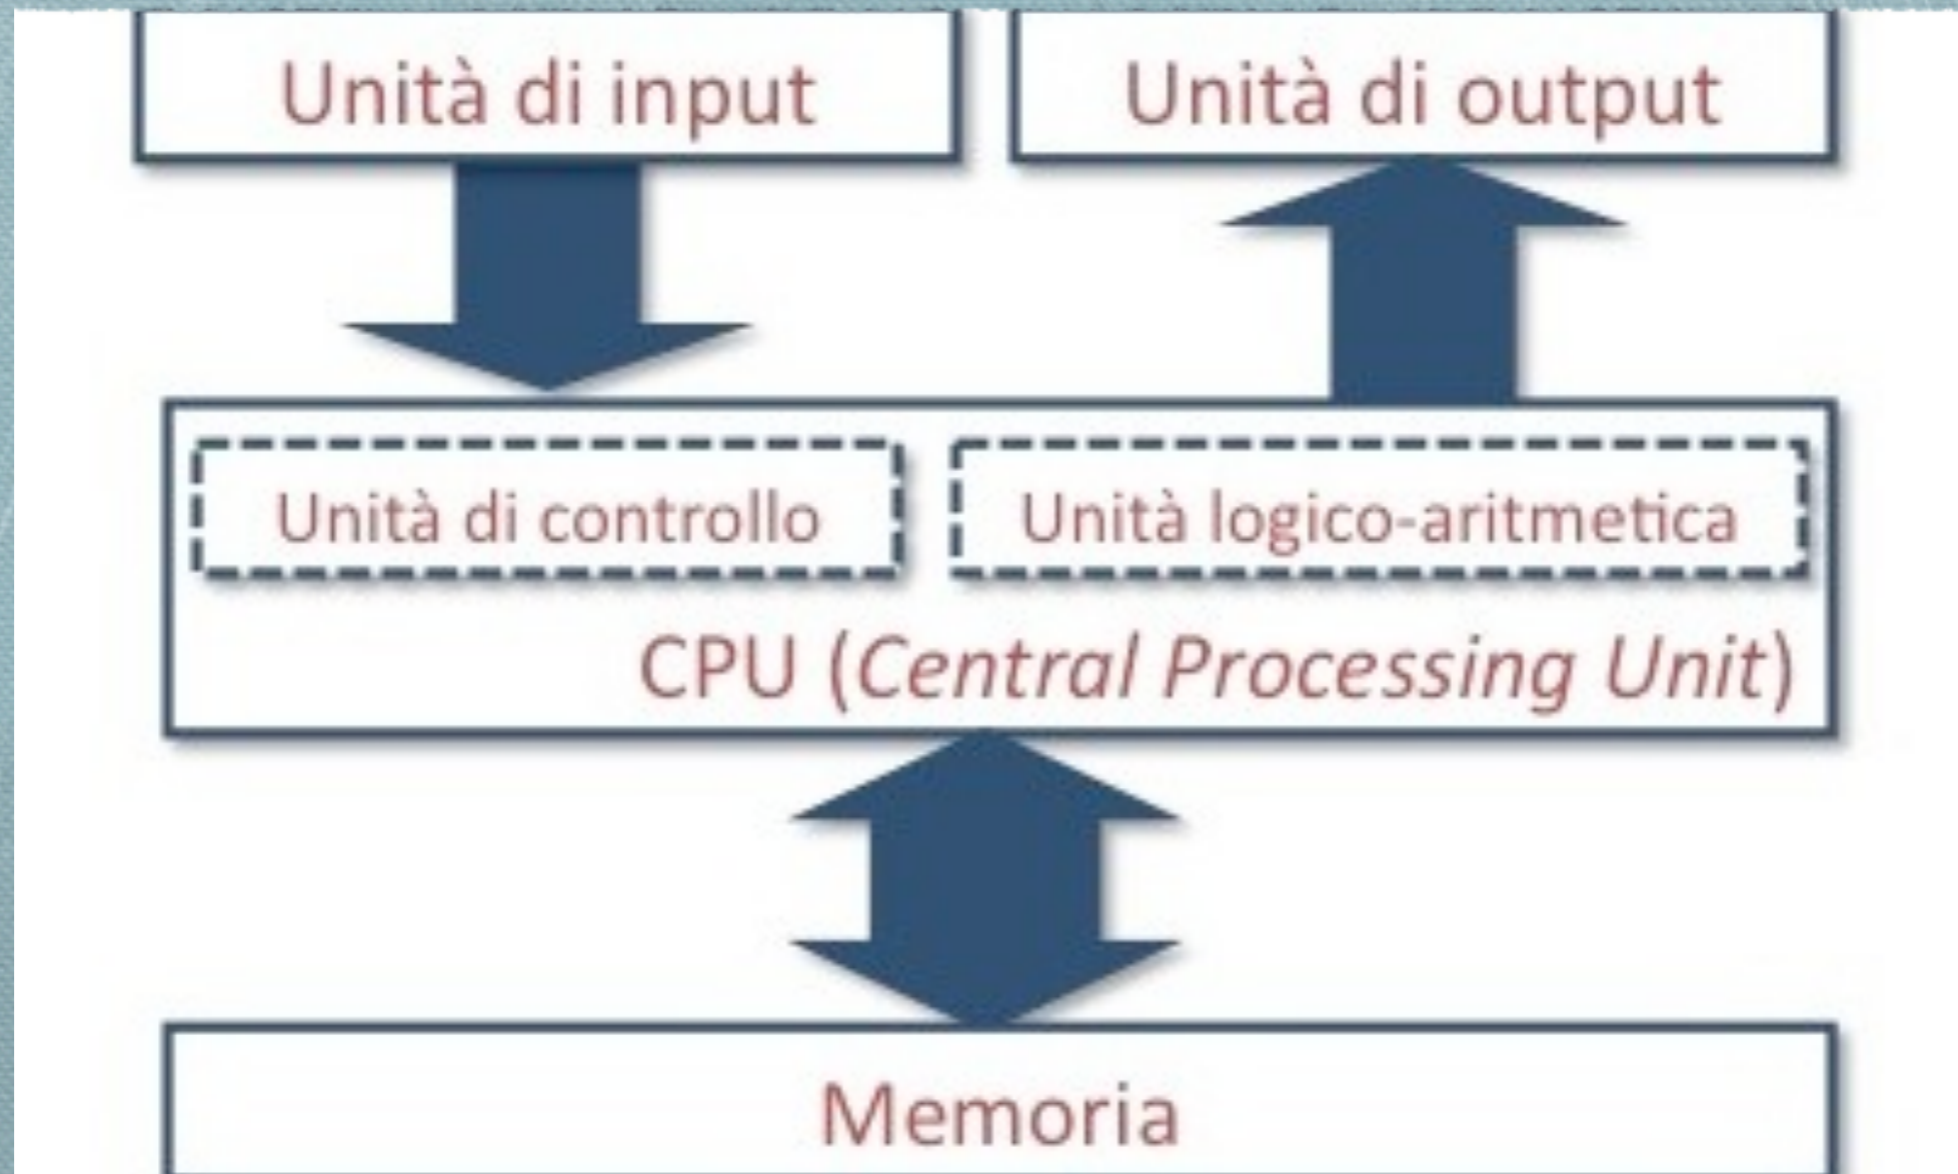 Unità di input
Unità di output
Unità di controllo
Unità logico-aritmetica
CPU (Central Processing Unit)
Memoria